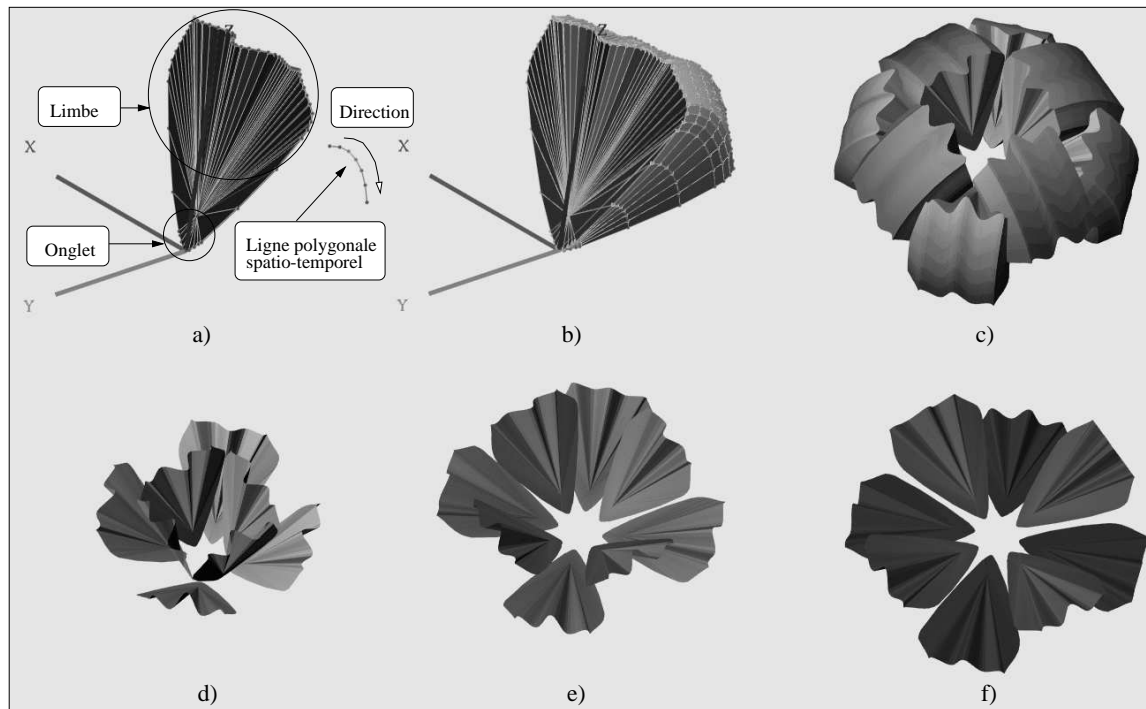 Z
Limbe
Direction
X
Onglet
Ligne polygonale
spatio-temporel
Y
a)
Z
X
Y
b)
c)
d)
e)
f)